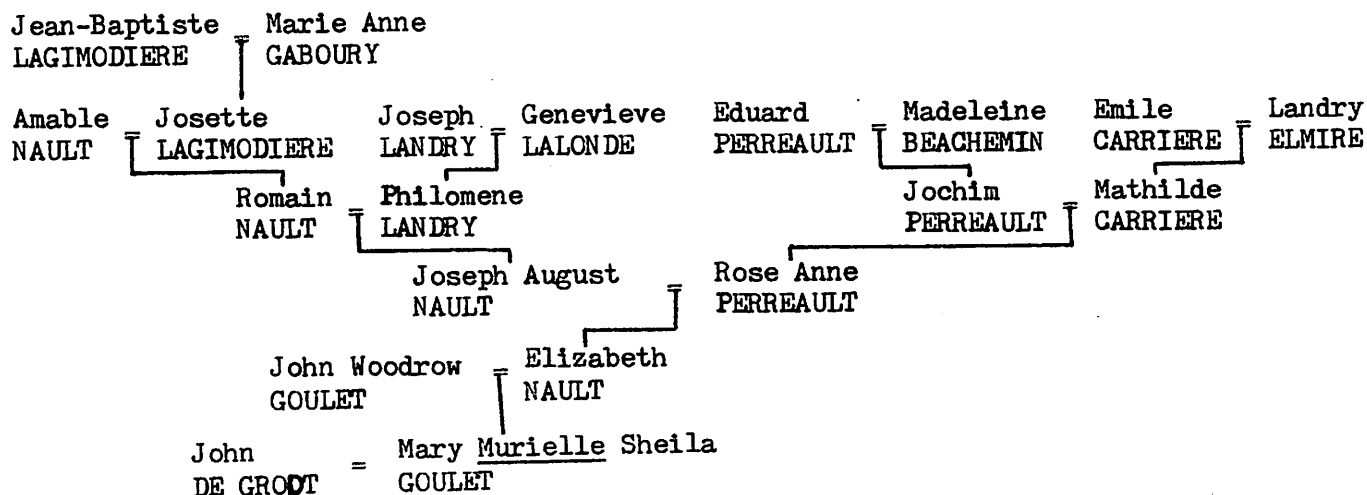 Jean-Baptiste = Marie Anne
LAGIMODIERE GABOURY
Amable = Josette Joseph = Genevieve Eduard = Madeleine Emile = Landry
NAULT LAGIMODIERE LANDRY LALONDE PERREAULT BEACHEMIN CARRIERE ELMIRE
Romain = Philomene Jochim = Mathilde
NAULT LANDRY PERREAULT CARRIERE
Joseph August = Rose Anne
NAULT PERREAULT
John Woodrow = Elizabeth
GOULET NAULT
John = Mary Murielle Sheila
DE GROOT GOULET